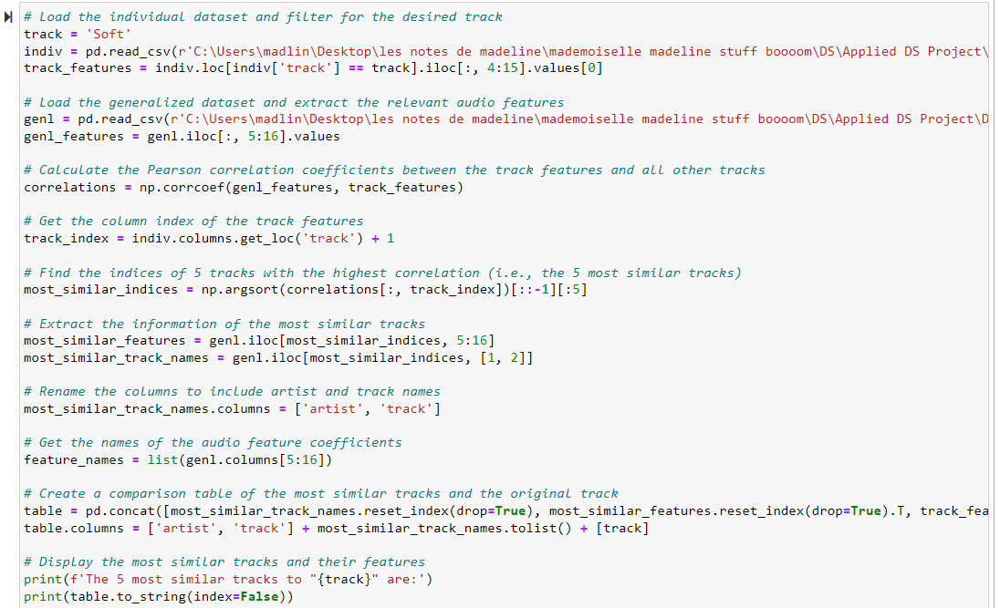 # Load the individual dataset and filter for the desired track
track = 'Soft'
indiv = pd.read_csv(r'C:\Users\madlin\Desktop\les notes de madeline\mademoiselle madeline stuff boooom\DS\Applied DS Project\
track_features = indiv.loc[indiv['track'] == track].iloc[:, 4:15].values[0]
# Load the generalized dataset and extract the relevant audio features
genl = pd.read_csv(r'C:\Users\madlin\Desktop\les notes de madeline\mademoiselle madeline stuff boooom\DS\Applied DS Project\D
genl_features = genl.iloc[:, 5:16].values
# Calculate the Pearson correlation coefficients between the track features and all other tracks
correlations = np.corrcoef(genl_features, track_features)
# Get the column index of the track features
track_index = indiv.columns.get_loc('track') + 1
# Find the indices of 5 tracks with the highest correlation (i.e., the 5 most similar tracks)
most_similar_indices = np.argsort(correlations[:, track_index])[::-1][:5]
# Extract the information of the most similar tracks
most_similar_features = genl.iloc[most_similar_indices, 5:16]
most_similar_track_names = genl.iloc[most_similar_indices, [1, 2]]
# Rename the columns to include artist and track names
most_similar_track_names.columns = ['artist', 'track']
# Get the names of the audio feature coefficients
feature_names = list(genl.columns[5:16])
# Create a comparison table of the most similar tracks and the original track
table = pd.concat([most_similar_track_names.reset_index(drop=True), most_similar_features.reset_index(drop=True).T, track_fea
table.columns = ['artist', 'track'] + most_similar_track_names.tolist() + [track]
# Display the most similar tracks and their features
print(f'The 5 most similar tracks to "{track}" are:')
print(table.to_string(index=False))